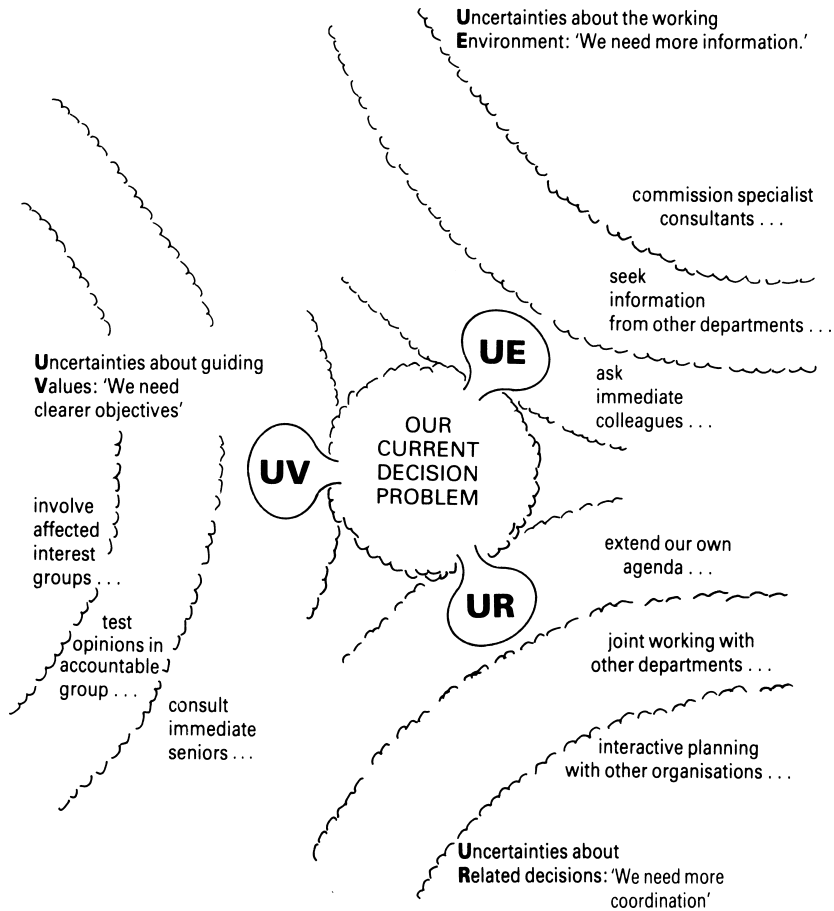 Uncertainties about the working
Environment: 'We need more information.'
commission specialist
consultants . . .
seek
information
from other departments . . .
ask
immediate
colleagues . . .
UE
OUR
CURRENT
DECISION
PROBLEM
Uncertainties about guiding
Values: 'We need
clearer objectives'
UV
involve
affected
interest
groups . . .
test
opinions in
accountable
group . . .
consult
immediate
seniors . . .
UR
extend our own
agenda . . .
joint working with
other departments . . .
interactive planning
with other organisations . . .
Uncertainties about
Related decisions: 'We need more
coordination'